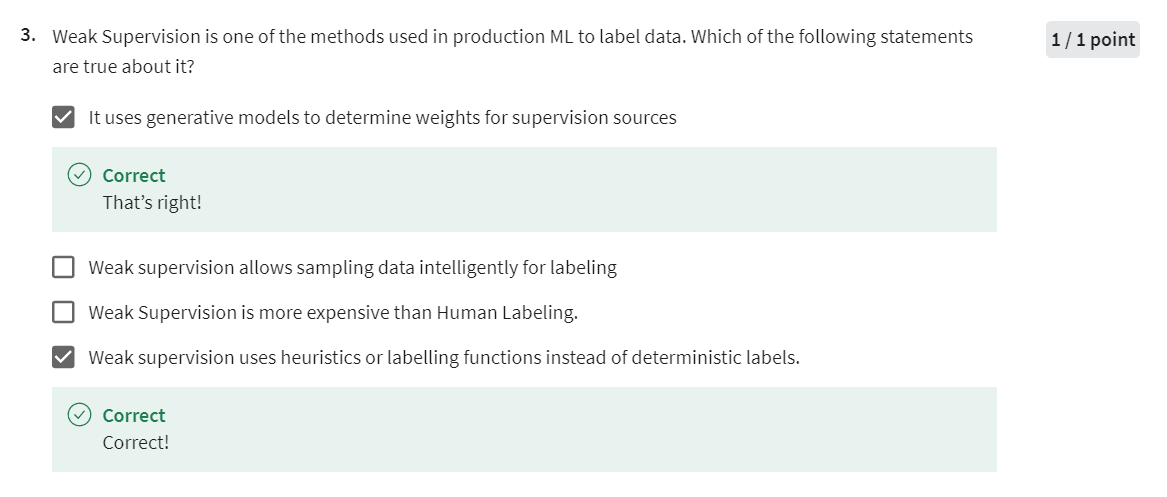 3. Weak Supervision is one of the methods used in production ML to label data. Which of the following statements
are true about it?
1 / 1 point
It uses generative models to determine weights for supervision sources
Correct
That’s right!
Weak supervision allows sampling data intelligently for labeling
Weak Supervision is more expensive than Human Labeling.
Weak supervision uses heuristics or labelling functions instead of deterministic labels.
Correct
Correct!